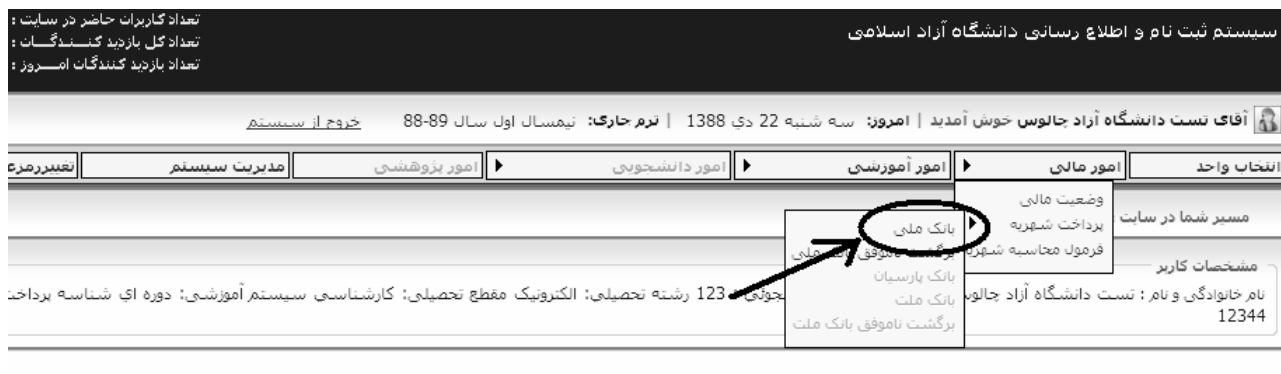 سیستم ثبت نام و اطلاع رسانی دانشگاه آزاد اسلامی
تعداد کاربران حاضر در سایت :
تعداد کل بازدید کنـــنـدگـــان :
تعداد بازدید کنندگان امـــروز :
آقای تست دانشگاه آزاد چالوس خوش آمدید | امروز: سه شنبه 22 دی 1388 | ترم جاری: نیمسال اول سال 89-88 خروج از سیستم
انتخاب واحد امور مالی امور آموزشی امور دانشجویی امور پژوهشی مدیریت سیستم تغییررمزع
وضعیت مالی
پرداخت شهریه
فرمول محاسبه شهریه
بانک ملی
برگشت ناموفق بانک ملی
بانک پارسیان
بانک ملت
برگشت ناموفق بانک ملت
مسیر شما در سایت :
مشخصات کاربر
نام خانوادگی و نام : تست دانشگاه آزاد چالوس 123 رشته تحصیلی: الکترونیک مقطع تحصیلی: کارشناسی سیستم آموزشی: دوره ای شناسه پرداخت
12344